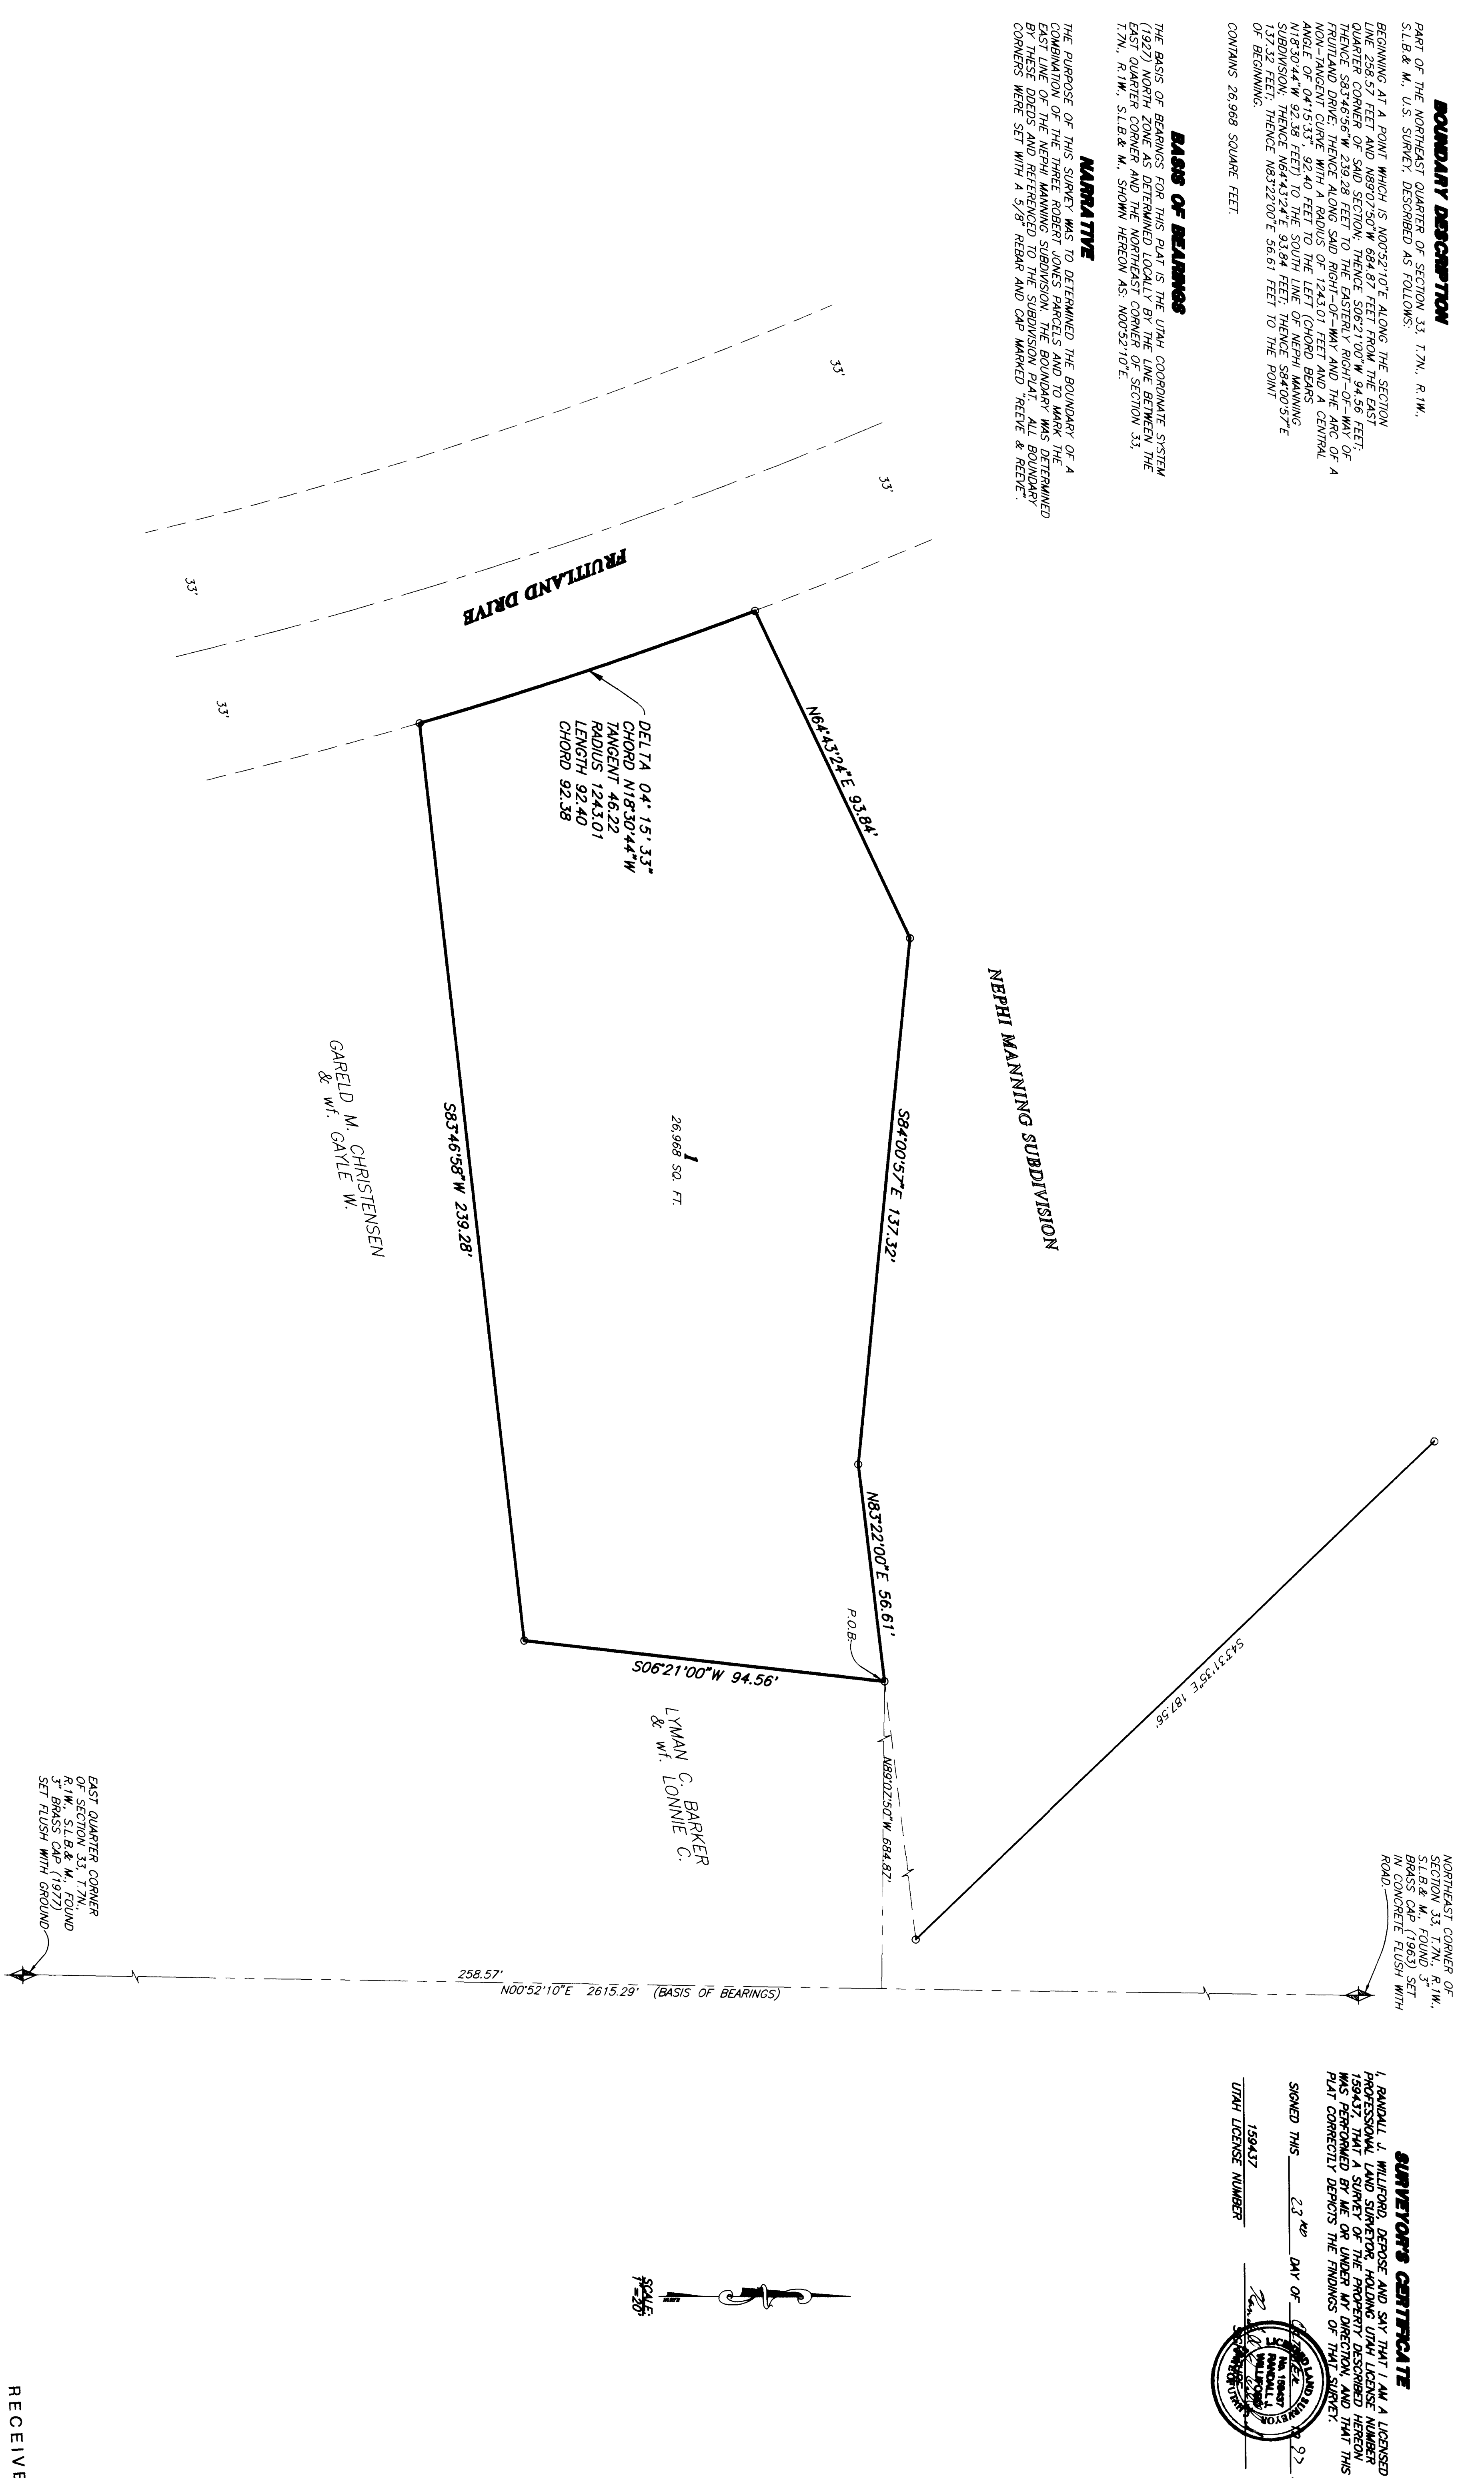 BOUNDARY DESCRIPTION
PART OF THE NORTHEAST QUARTER OF SECTION 33, T.7N., R.1W.,
S.L.B.& M., U.S. SURVEY, DESCRIBED AS FOLLOWS:
BEGINNING AT A POINT WHICH IS N00°52'10"E ALONG THE SECTION
LINE 258.57 FEET AND N89°07'50"W 684.87 FEET FROM THE EAST
QUARTER CORNER OF SAID SECTION; THENCE S06°21'00"W 94.56 FEET;
THENCE S83°46'56"W 239.28 FEET TO THE EASTERLY RIGHT-OF-WAY OF
FRUITLAND DRIVE; THENCE ALONG SAID RIGHT-OF-WAY AND THE ARC OF A
NON-TANGENT CURVE WITH A RADIUS OF 1243.01 FEET AND A CENTRAL
ANGLE OF 04°15'33", 92.40 FEET TO THE LEFT (CHORD BEARS
N18°30'44"W 92.38 FEET) TO THE SOUTH LINE OF NEPHI MANNING
SUBDIVISION; THENCE N64°43'24"E 93.84 FEET; THENCE S84°00'57"E
137.32 FEET; THENCE N83°22'00"E 56.61 FEET TO THE POINT
OF BEGINNING.
CONTAINS 26,968 SQUARE FEET.
BASIS OF BEARINGS
THE BASIS OF BEARINGS FOR THIS PLAT IS THE UTAH COORDINATE SYSTEM
(1927) NORTH ZONE AS DETERMINED LOCALLY BY THE LINE BETWEEN THE
EAST QUARTER CORNER AND THE NORTHEAST CORNER OF SECTION 33,
T.7N., R.1W., S.L.B.& M., SHOWN HEREON AS: N00°52'10"E.
NARRATIVE
THE PURPOSE OF THIS SURVEY WAS TO DETERMINED THE BOUNDARY OF A
COMBINATION OF THE THREE ROBERT JONES PARCELS AND TO MARK THE
EAST LINE OF THE NEPHI MANNING SUBDIVISION. THE BOUNDARY WAS DETERMINED
BY THESE DDEDS AND REFERENCED TO THE SUBDIVISION PLAT. ALL BOUNDARY
CORNERS WERE SET WITH A 5/8" REBAR AND CAP MARKED "REEVE & REEVE".
33'
33'
33'
33'
FRUITLAND DRIVE
DELTA 04° 15' 33"
CHORD N18°30'44"W
TANGENT 46.22
RADIUS 1243.01
LENGTH 92.40
CHORD 92.38
N64°43'24"E 93.84'
NEPHI MANNING SUBDIVISION
S84°00'57"E 137.32'
1
26,968 SQ. FT.
S83°46'58"W 239.28'
GARELD M. CHRISTENSEN
& wf. GAYLE W.
N83°22'00"E 56.61'
P.O.B.
S06°21'00"W 94.56'
LYMAN C. BARKER
& wf. LONNIE C.
S43°31'35"E 187.56'
N89°07'50"W 684.87'
NORTHEAST CORNER OF
SECTION 33, T.7N., R.1W.,
S.L.B.& M., FOUND 3"
BRASS CAP (1963) SET
IN CONCRETE FLUSH WITH
ROAD.
EAST QUARTER CORNER
OF SECTION 33, T.7N.,
R.1W., S.L.B.& M., FOUND
3" BRASS CAP (1977)
SET FLUSH WITH GROUND
258.57'
N00°52'10"E 2615.29' (BASIS OF BEARINGS)
SURVEYOR'S CERTIFICATE
I, RANDALL J. WILLIFORD, DEPOSE AND SAY THAT I AM A LICENSED
PROFESSIONAL LAND SURVEYOR, HOLDING UTAH LICENSE NUMBER
159437, THAT A SURVEY OF THE PROPERTY DESCRIBED HEREON
WAS PERFORMED BY ME OR UNDER MY DIRECTION, AND THAT THIS
PLAT CORRECTLY DEPICTS THE FINDINGS OF THAT SURVEY.
SIGNED THIS 23RD DAY OF
159437
UTAH LICENSE NUMBER
LICENSED LAND SURVEYOR
No. 159437
RANDALL J.
WILLIFORD
SCALE:
1"=20'
RECEIVE